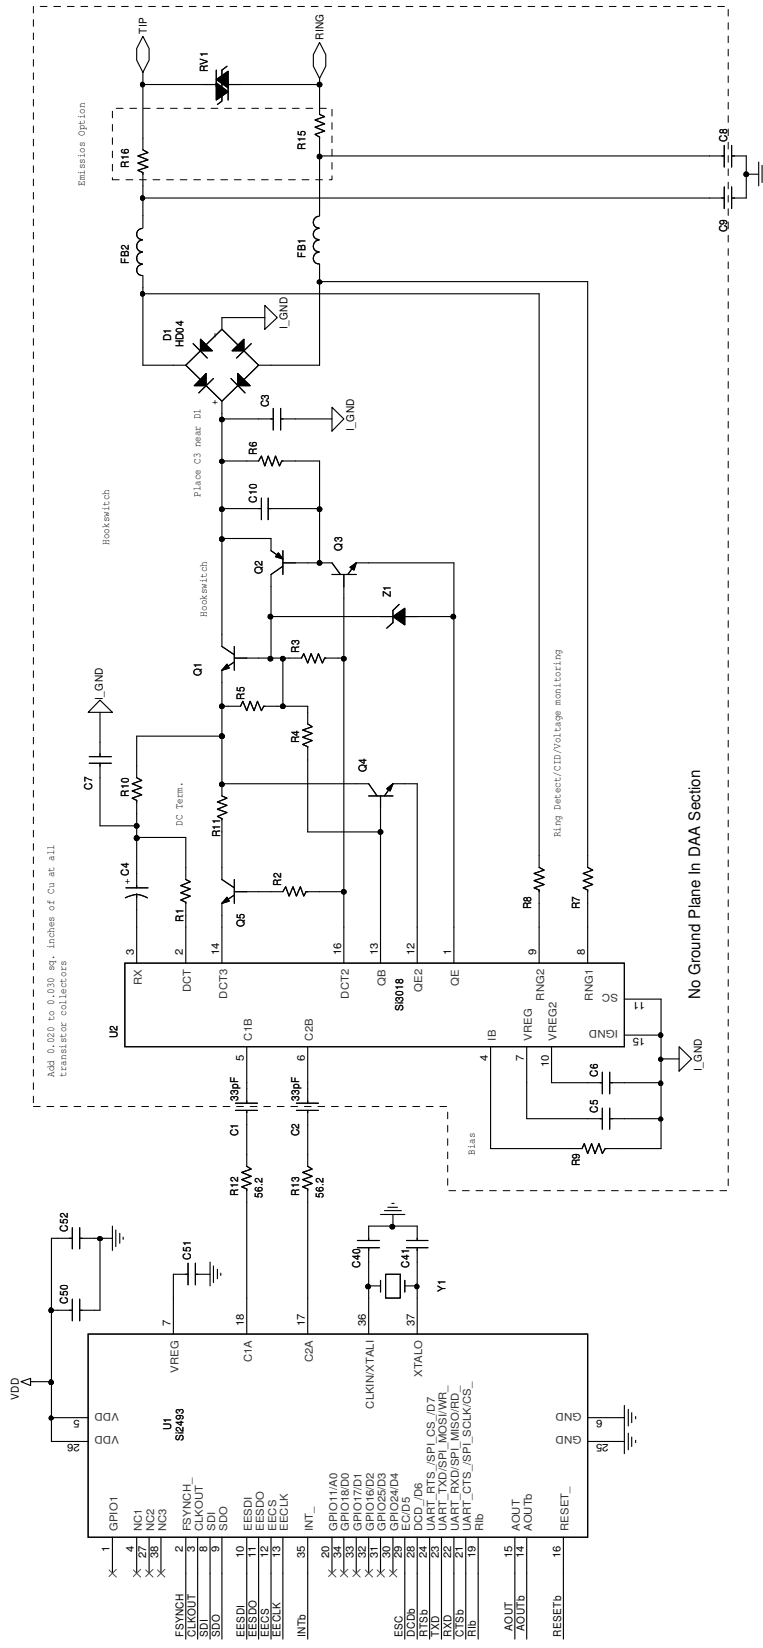 TIP
RING
RV1
Emissios Option
R16
R15
C8
C9
FB2
FB1
D1
HD04
I_GND
+
-
Place C3 near D1
C3
I_GND
Hookswitch
R6
C10
Hookswitch
Q2
Q3
Z1
Q1
R3
R5
R4
I_GND
C7
R10
DC Term.
R11
Q4
Ring Detect/CID/Voltage monitoring
No Ground Plane In DAA Section
+
C4
R1
Q5
R2
R8
R7
Add 0.020 to 0.030 sq. inches of Cu at all
transistor collectors
3
2
14
16
13
12
1
9
8
RX
DCT
DCT3
DCT2
QB
QE2
QE
RNG2
RNG1
U2
Si3018
SC
11
IGND
15
C1B
C2B
IB
VREG
VREG2
5
6
4
7
10
I_GND
C6
C5
R9
Bias
33pF
C1
33pF
C2
R12
56.2
R13
56.2
C52
C50
C51
C40
C41
Y1
VDD
7
18
17
36
37
VREG
C1A
C2A
CLKIN/XTALI
XTALO
5
VDD
26
VDD
U1
Si2493
GND
6
GND
25
GPIO1
NC1
NC2
NC3
FSYNCH_
CLKOUT
SDI
SDO
EESDI
EESDO
EECS
EECLK
INT_
GPIO11/A0
GPIO18/D0
GPIO17/D1
GPIO16/D2
GPIO25/D3
GPIO24/D4
EC/D5
DCD_/D6
UART_RTS_/SPI_CS_/D7
UART_TXD/SPI_MOSI/WR_
UART_RXD/SPI_MISO/RD_
UART_CTS_/SPI_SCLK/CS_
RIb
AOUT
AOUTb
RESET_
1
4
27
38
2
3
8
9
10
11
12
13
35
20
34
33
32
31
30
29
28
24
23
22
21
19
15
14
16
FSYNCH
CLKOUT
SDI
SDO
EESDI
EESDO
EECS
EECLK
INTb
ESC
DCDb
RTSb
TXD
RXD
CTSb
RIb
AOUT
AOUTb
RESETb